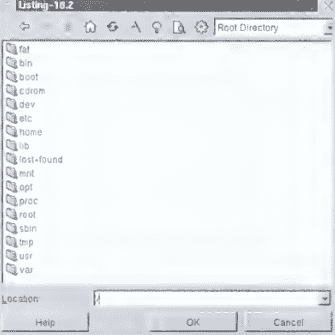 Listing-18.2
Root Directory
fat
bin
boot
cdrom
dev
etc
home
lib
lost+found
mnt
opt
proc
root
sbin
tmp
usr
var
Location: /
Help OK Cancel